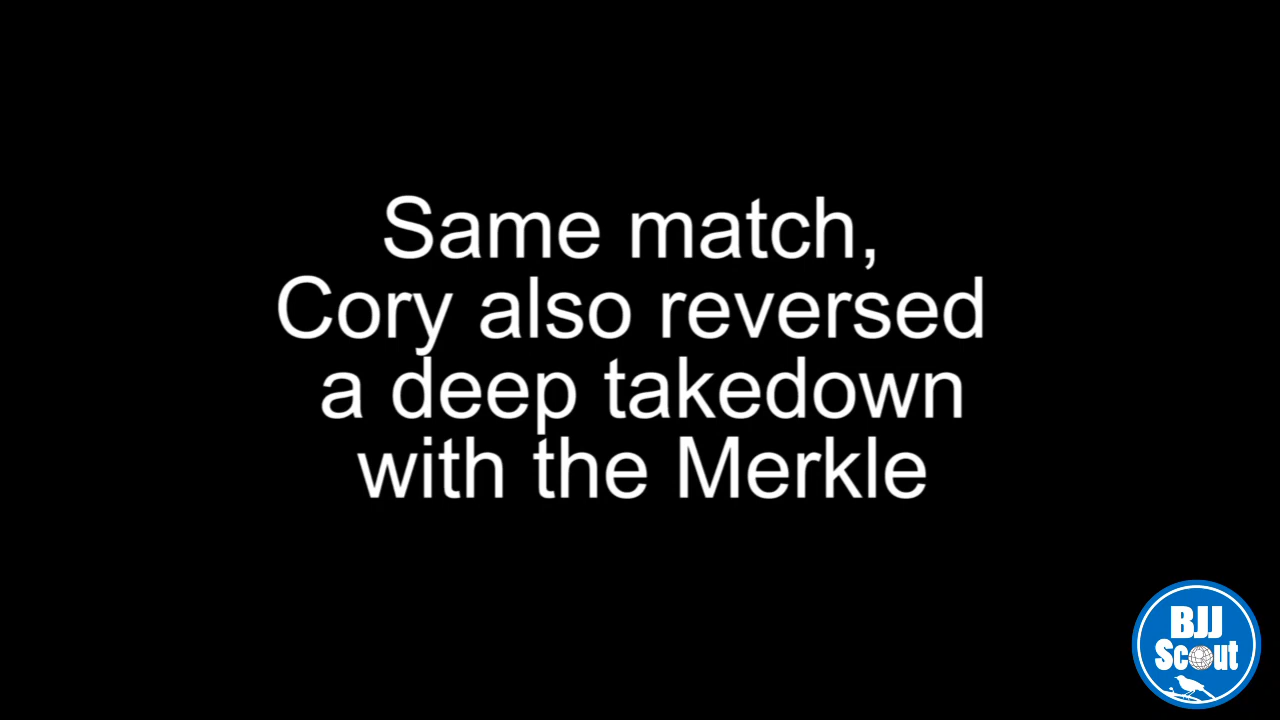 Same match,
Cory also reversed
a deep takedown
with the Merkle
BJJ
Scout